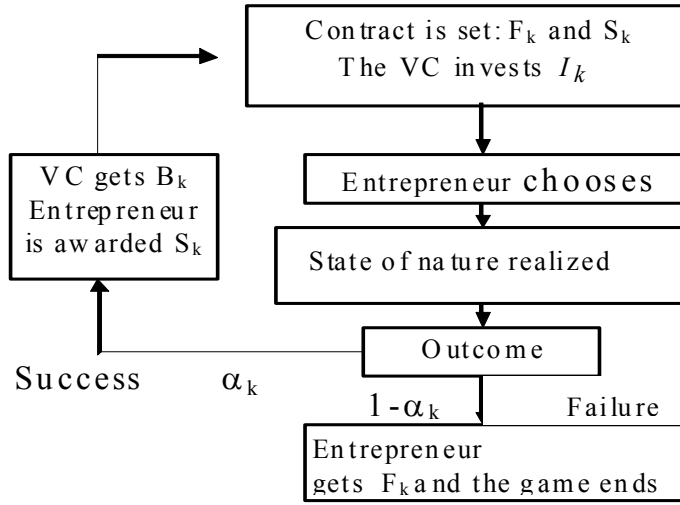 Contract is set: Fₖ and Sₖ
The VC invests Iₖ
VC gets Bₖ
Entrepreneur
is awarded Sₖ
Entrepreneur chooses
State of nature realized
Outcome
Success αₖ
1-αₖ Failure
Entrepreneur
gets Fₖ and the game ends